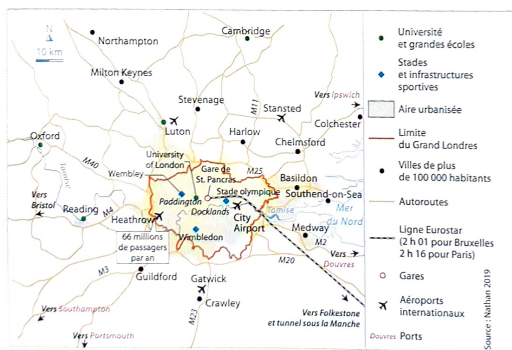 N
10 km
Northampton
Cambridge
Milton Keynes
Vers Ipswich
Stevenage
M11
Stansted
Colchester
Luton
Harlow
Chelmsford
Oxford
M40
University
of London
Gare de
St. Pancras
M25
Wembley
Stade olympique
Basildon
Southend-on-Sea
Tamise
Vers
Bristol
Paddington
Docklands
Tamise
Mer
du Nord
Reading
M4
Heathrow
City
Airport
66 millions
de passagers
par an
Wimbledon
Medway
M2
M20
Vers
Douvres
M3
Guildford
Gatwick
Crawley
M23
Vers Southampton
Vers Portsmouth
Vers Folkestone
et tunnel sous la Manche
Université
et grandes écoles
Stades
et infrastructures
sportives
Aire urbanisée
Limite
du Grand Londres
Villes de plus
de 100 000 habitants
Autoroutes
Ligne Eurostar
(2 h 01 pour Bruxelles
2 h 16 pour Paris)
Gares
Aéroports
internationaux
Douvres Ports
Source : Nathan 2019